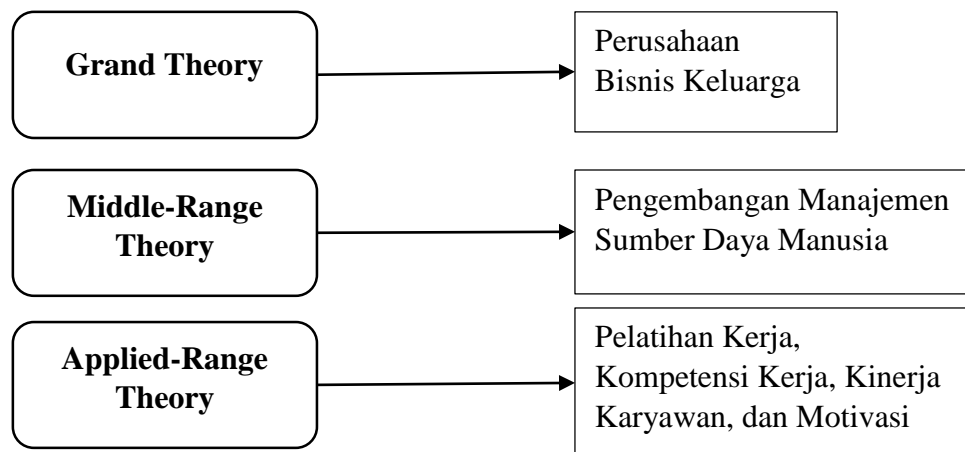 Grand Theory
Perusahaan
Bisnis Keluarga
Middle-Range
Theory
Pengembangan Manajemen
Sumber Daya Manusia
Applied-Range
Theory
Pelatihan Kerja,
Kompetensi Kerja, Kinerja
Karyawan, dan Motivasi